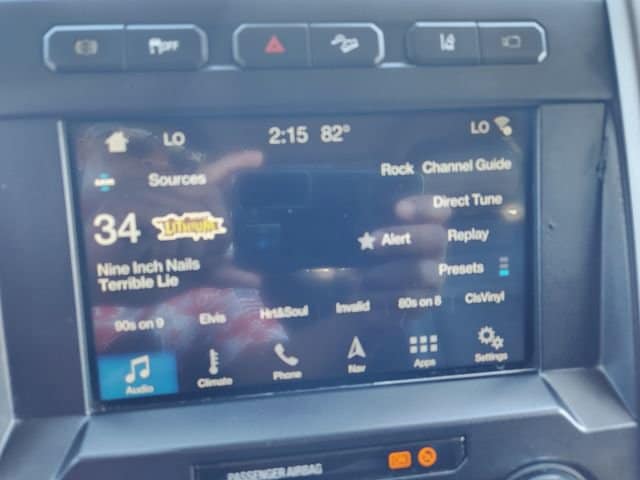 OFF
LO 2:15 82° LO
Sources Rock Channel Guide
Direct Tune
34 Lithium Alert Replay
Nine Inch Nails Presets
Terrible Lie
90s on 9 Elvis Hrt&Soul Invalid 80s on 8 ClsVinyl
Audio Climate Phone Nav Apps Settings
PASSENGER AIRBAG